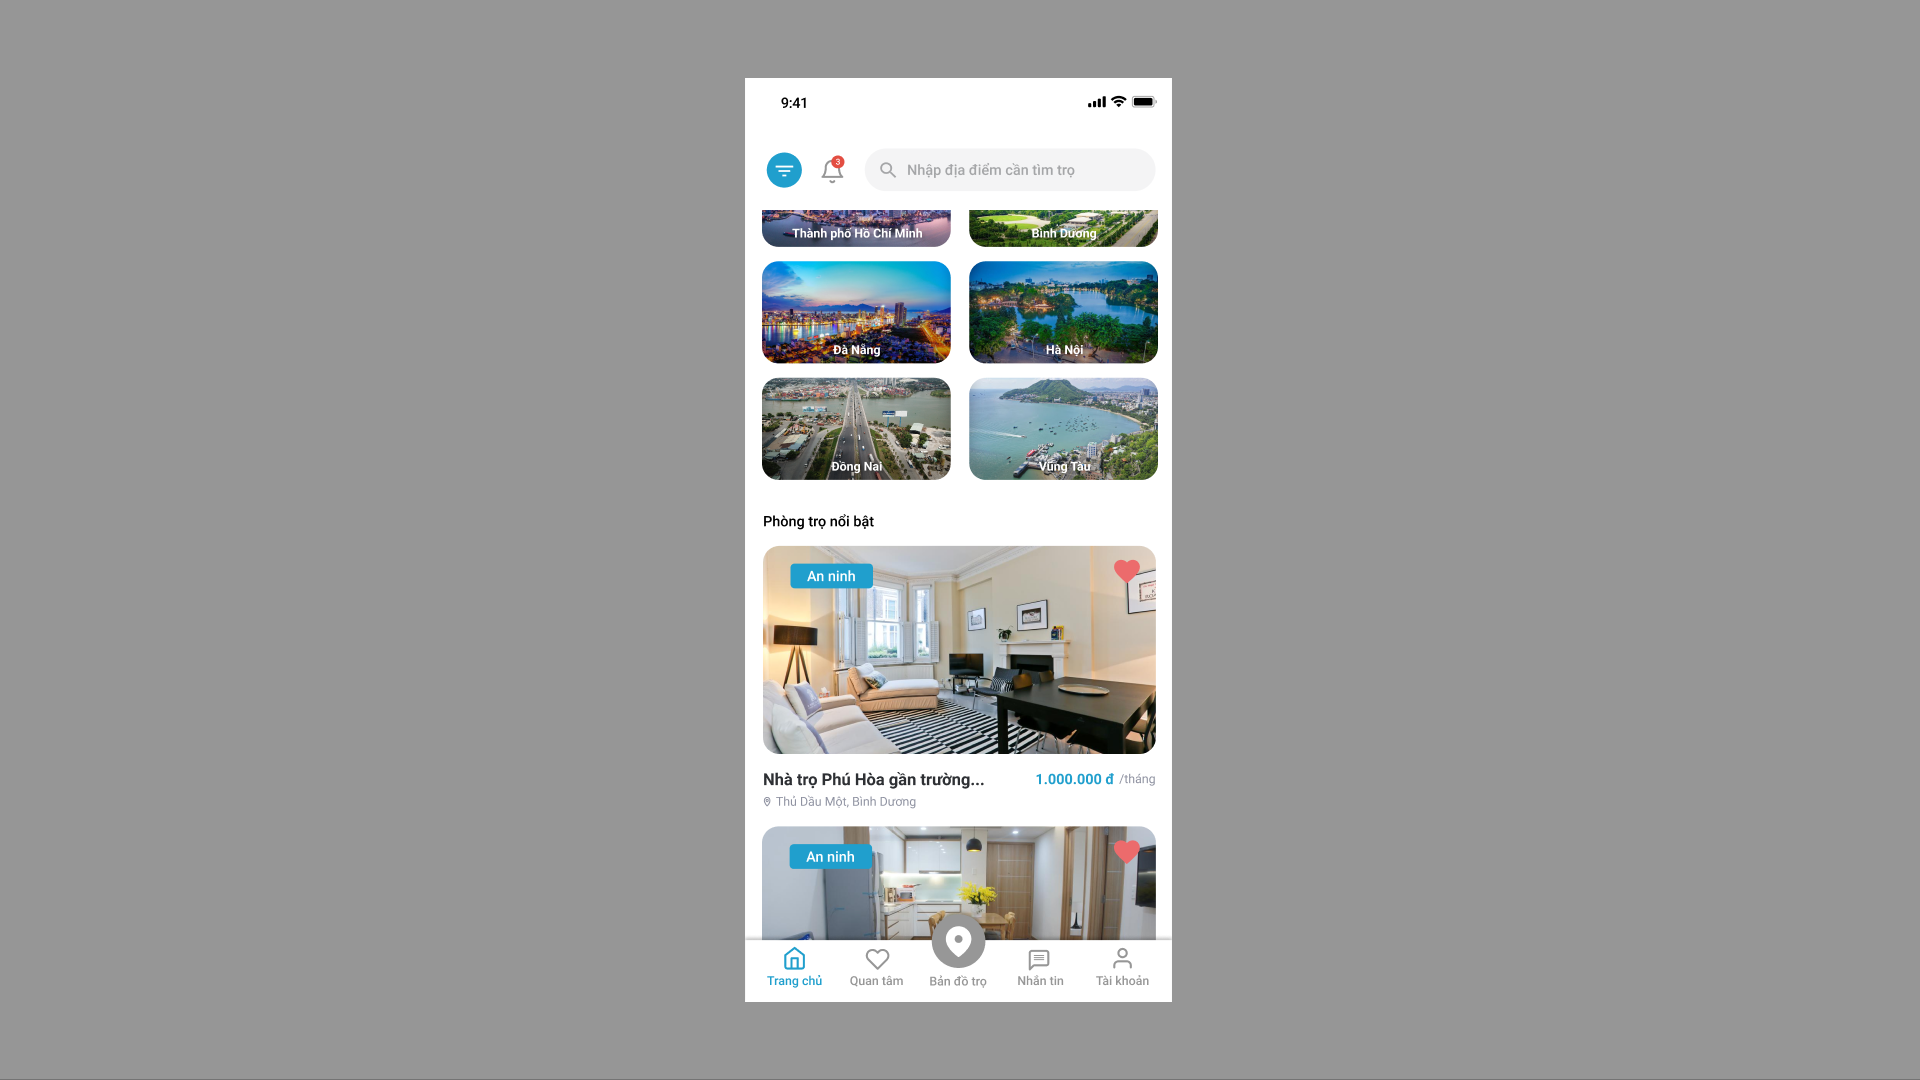 9:41
3
Nhập địa điểm cần tìm trọ
Thành phố Hồ Chí Minh
Bình Dương
Đà Nẵng
Hà Nội
Đồng Nai
Vũng Tàu
Phòng trọ nổi bật
An ninh
Nhà trọ Phú Hòa gần trường...
1.000.000 đ /tháng
Thủ Dầu Một, Bình Dương
An ninh
Trang chủ
Quan tâm
Bản đồ trọ
Nhắn tin
Tài khoản